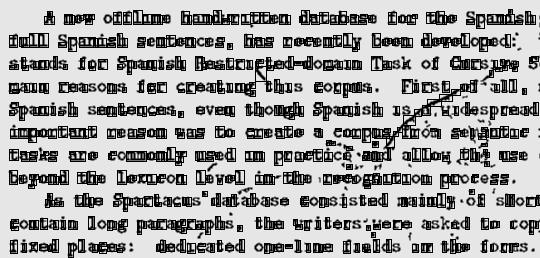 A new offline handwritten database for the Spanish
full Spanish sentences, has recently been developed:
stands for Spanish Restricted-domain Task of Cursive S
main reasons for creating this corpus. First of all,
Spanish sentences, even though Spanish is a widespread
important reason was to create a corpus from semantic
tasks are commonly used in practice and allow the use
beyond the lexicon level in the recognition process.
As the Spartacus database consisted mainly of short
contain long paragraphs, the writers were asked to copy
fixed places: dedicated one-line fields in the forms.